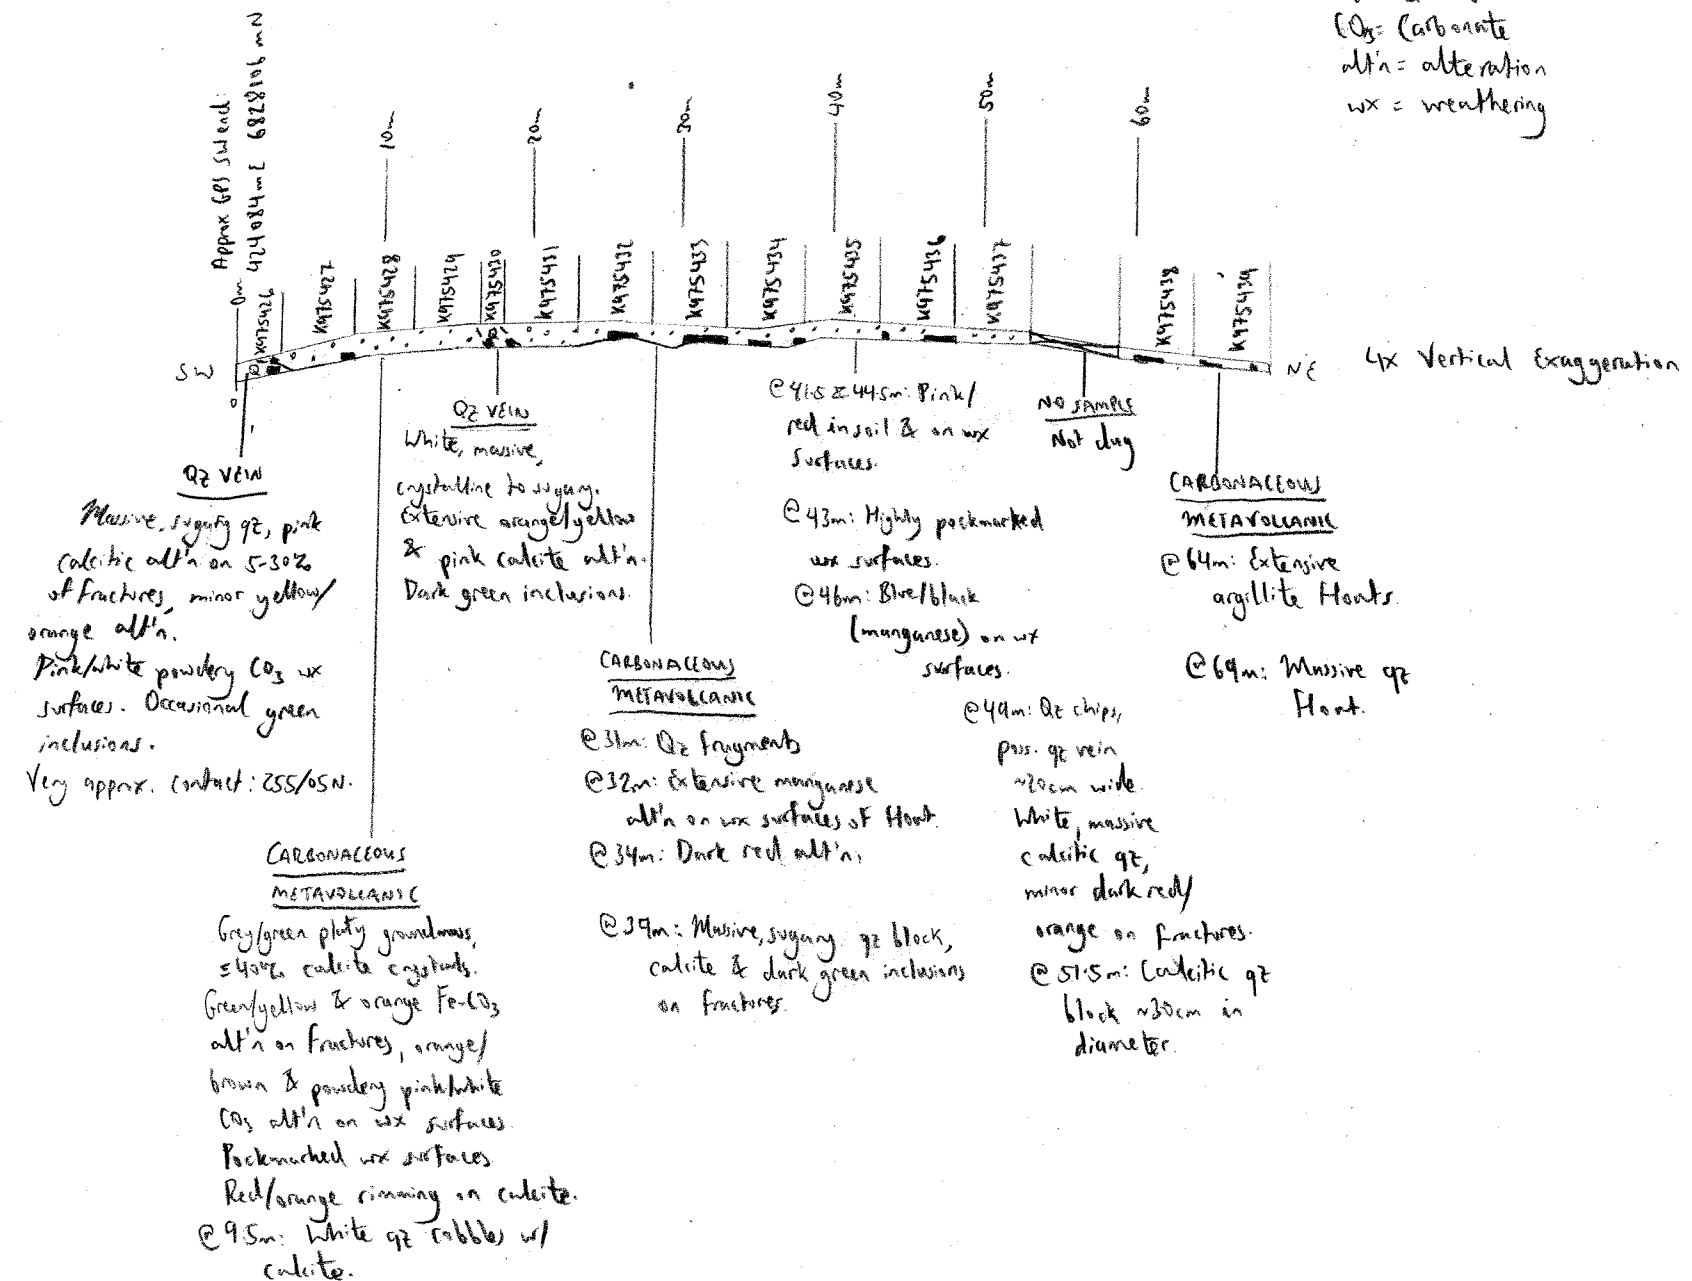 CO3= Carbonate
alt'n = alteration
wx = weathering
Approx GPS SW end:
424084mE 6828106mN
0m
10m
20m
30m
40m
50m
60m
K975426
K975427
K975428
K975429
K975430
K975431
K975432
K975433
K975434
K975435
K975436
K975437
K975438
K975439
SW
NE
4x Vertical Exaggeration
QZ VEIN
Massive, sugary qz, pink
calcitic alt'n on 5-30%
of fractures, minor yellow/
orange alt'n.
Pink/white powdery CO3 wx
surfaces. Occasional green
inclusions.
Very approx. contact: 255/05N.
CARBONACEOUS
METAVOLCANIC
Grey/green platy groundmass,
≤40% calcite crystals.
Green/yellow & orange Fe-CO3
alt'n on fractures, orange/
brown & powdery pink/white
CO3 alt'n on wx surfaces.
Pockmarked wx surfaces
Red/orange rimming on calcite.
@9.5m: White qz cobbles w/
calcite.
QZ VEIN
White, massive,
crystalline to sugary.
Extensive orange/yellow
& pink calcite alt'n.
Dark green inclusions.
CARBONACEOUS
METAVOLCANIC
@31m: Qz fragments
@32m: Extensive manganese
alt'n on wx surfaces of float.
@34m: Dark red alt'n.
@39m: Massive, sugary qz block,
calcite & dark green inclusions
on fractures.
@41.5 & 44.5m: Pink/
red in soil & on wx
surfaces.
@43m: Highly pockmarked
wx surfaces.
@46m: Blue/black
(manganese) on wx
surfaces.
@49m: Qz chips,
poss. qz vein
~20cm wide.
White, massive
calcitic qz,
minor dark red/
orange on fractures.
@51.5m: Calcitic qz
block ~30cm in
diameter.
NO SAMPLE
Not dug
CARBONACEOUS
METAVOLCANIC
@64m: Extensive
argillite floats.
@69m: Massive qz
float.